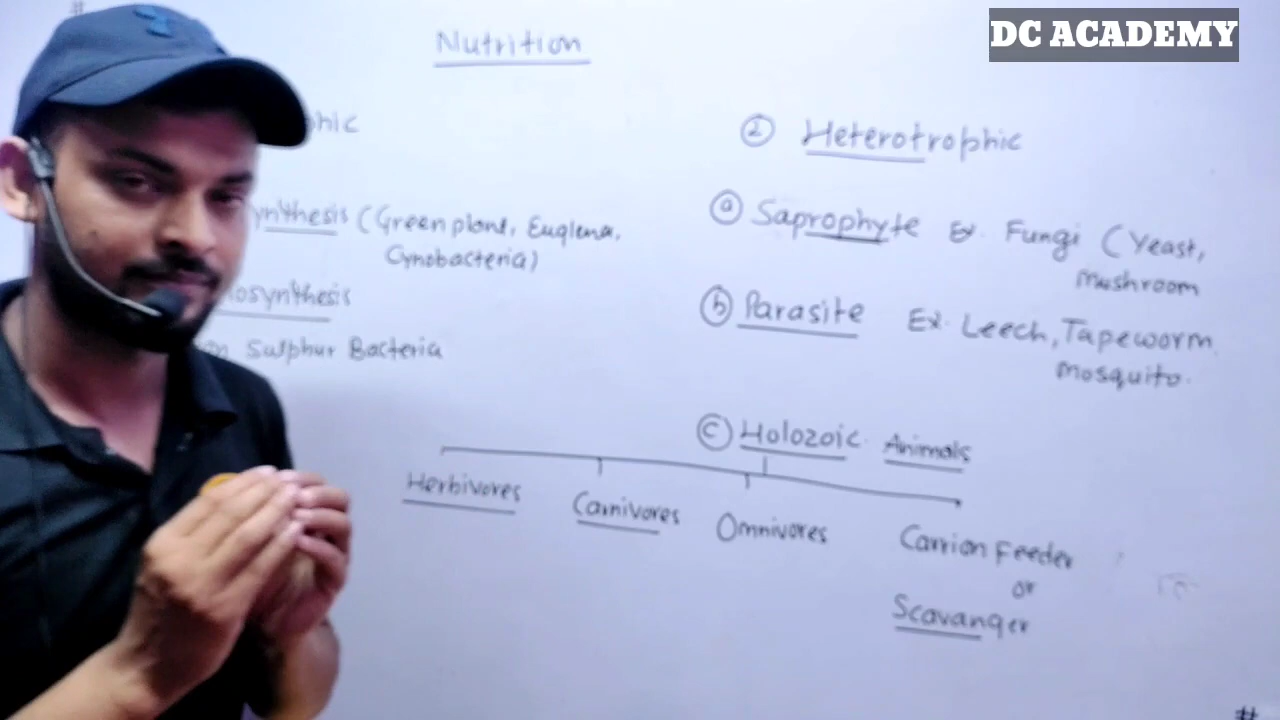 DC ACADEMY
Nutrition
phic
② Heterotrophic
ynthesis (Green plant, Euglena,
Cynobacteria)
ⓐ Saprophyte Ex. Fungi (Yeast,
Mushroom
osynthesis
ⓑ Parasite Ex. Leech, Tapeworm.
Mosquito.
Sulphur Bacteria
ⓒ Holozoic Animals
Herbivores Carnivores Omnivores Carrion Feeder
or
Scavanger
#